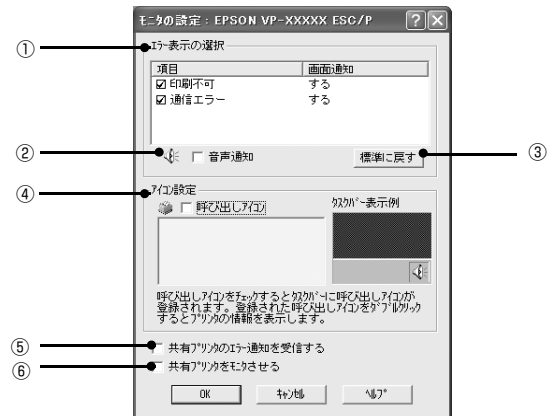 モニタの設定 : EPSON VP-XXXXX ESC/P
①
エラー表示の選択
項目 画面通知
印刷不可 する
通信エラー する
②
音声通知
標準に戻す
③
④
アイコン設定
呼び出しアイコン
タスクバー表示例
呼び出しアイコンをチェックするとタスクバーに呼び出しアイコンが
登録されます。登録された呼び出しアイコンをダブルクリック
するとプリンタの情報を表示します。
⑤
共有プリンタのエラー通知を受信する
⑥
共有プリンタをモニタさせる
OK キャンセル ヘルプ